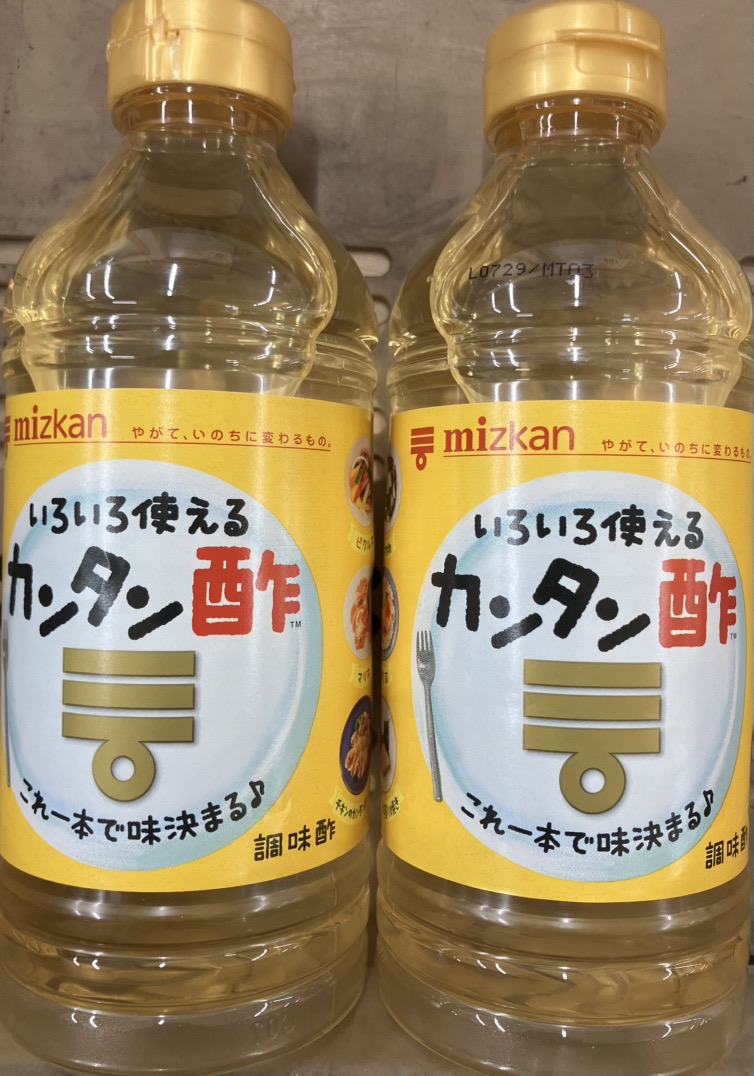 mizkan
やがて、いのちに変わるもの。
いろいろ使える
カンタン酢™
これ一本で味決まる♪
調味酢
L0729/MTA3
mizkan
やがて、いのちに変わるもの。
いろいろ使える
カンタン酢™
これ一本で味決まる♪
調味酢